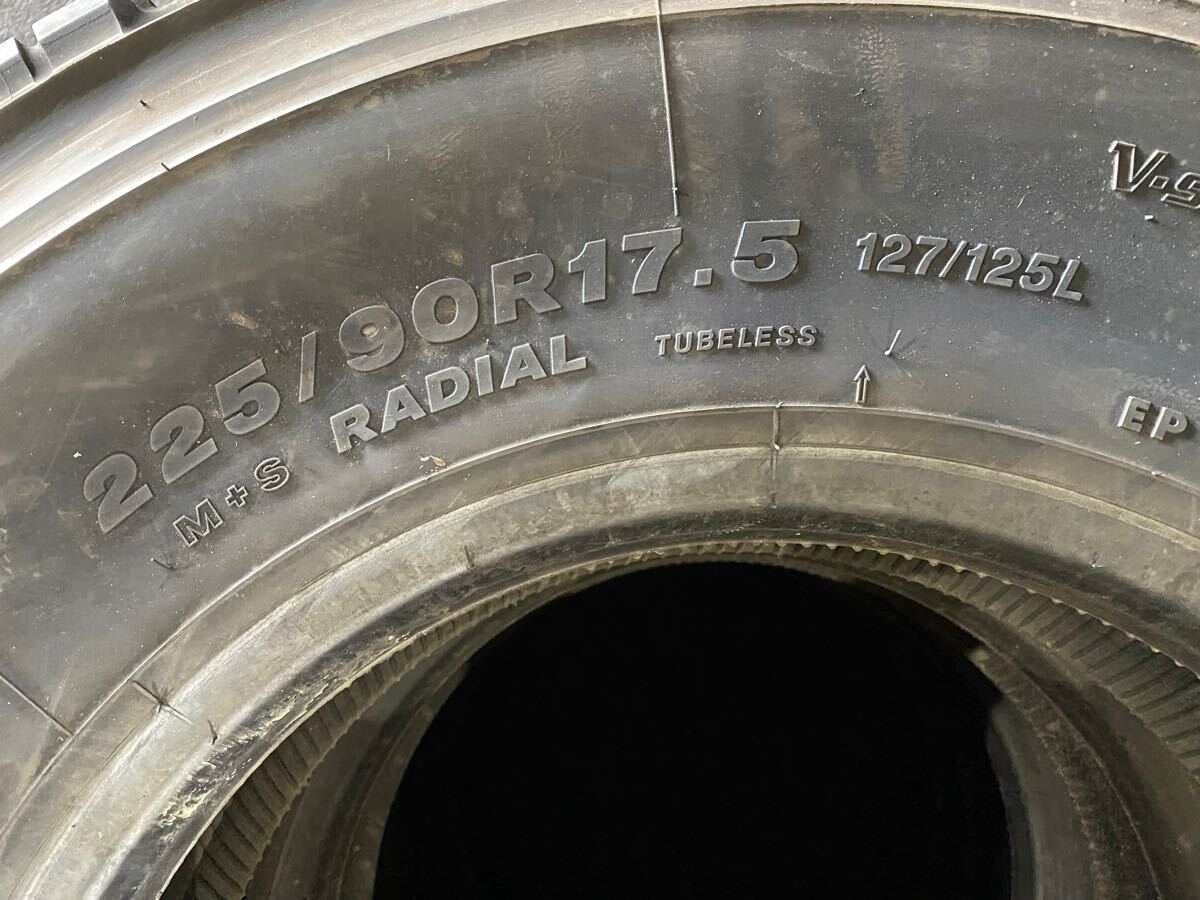 225/90R17.5 127/125L
M+S RADIAL TUBELESS
EP